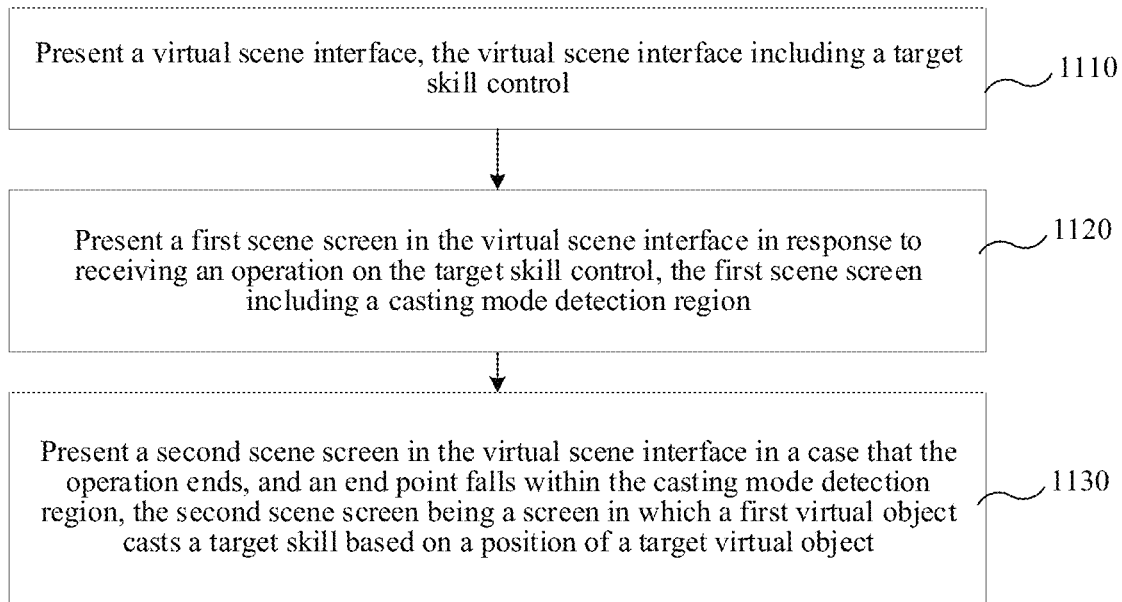 Present a virtual scene interface, the virtual scene interface including a target
skill control
1110
Present a first scene screen in the virtual scene interface in response to
receiving an operation on the target skill control, the first scene screen
including a casting mode detection region
1120
Present a second scene screen in the virtual scene interface in a case that the
operation ends, and an end point falls within the casting mode detection
region, the second scene screen being a screen in which a first virtual object
casts a target skill based on a position of a target virtual object
1130